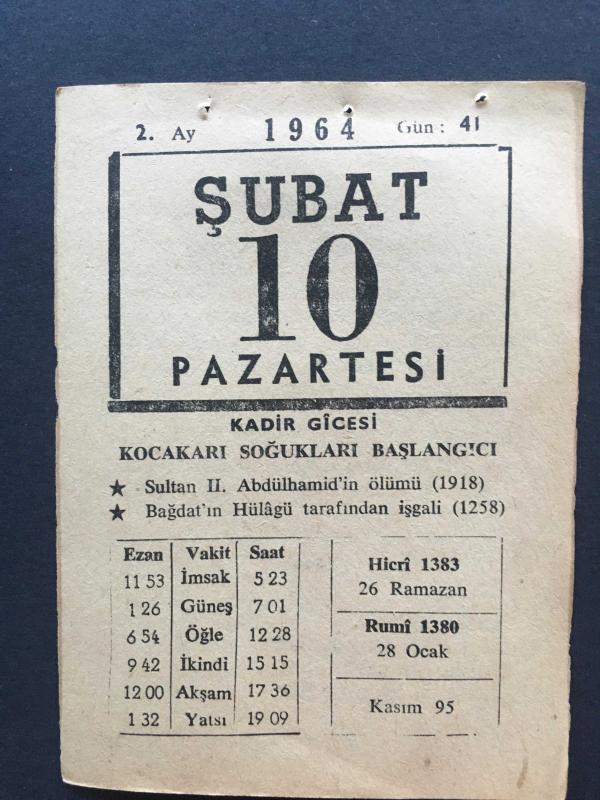 2. Ay 1964 Gün: 41
ŞUBAT
10
PAZARTESİ
KADİR GİCESİ
KOCAKARI SOĞUKLARI BAŞLANGICI
★ Sultan II. Abdülhamid'in ölümü (1918)
★ Bağdat'ın Hülâgü tarafından işgali (1258)
Ezan Vakit Saat
11 53 İmsak 5 23
1 26 Güneş 7 01
6 54 Öğle 12 28
9 42 İkindi 15 15
12 00 Akşam 17 36
1 32 Yatsı 19 09
Hicrî 1383
26 Ramazan
Rumî 1380
28 Ocak
Kasım 95